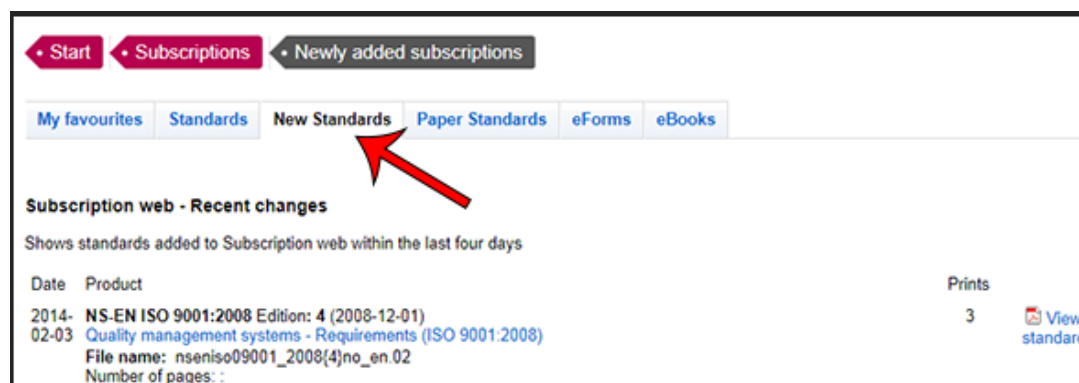 • Start • Subscriptions • Newly added subscriptions
My favourites Standards New Standards Paper Standards eForms eBooks
Subscription web - Recent changes
Shows standards added to Subscription web within the last four days
Date Product Prints
2014- NS-EN ISO 9001:2008 Edition: 4 (2008-12-01) 3 View
02-03 Quality management systems - Requirements (ISO 9001:2008) standard
File name: nseniso09001_2008{4}no_en.02
Number of pages: :